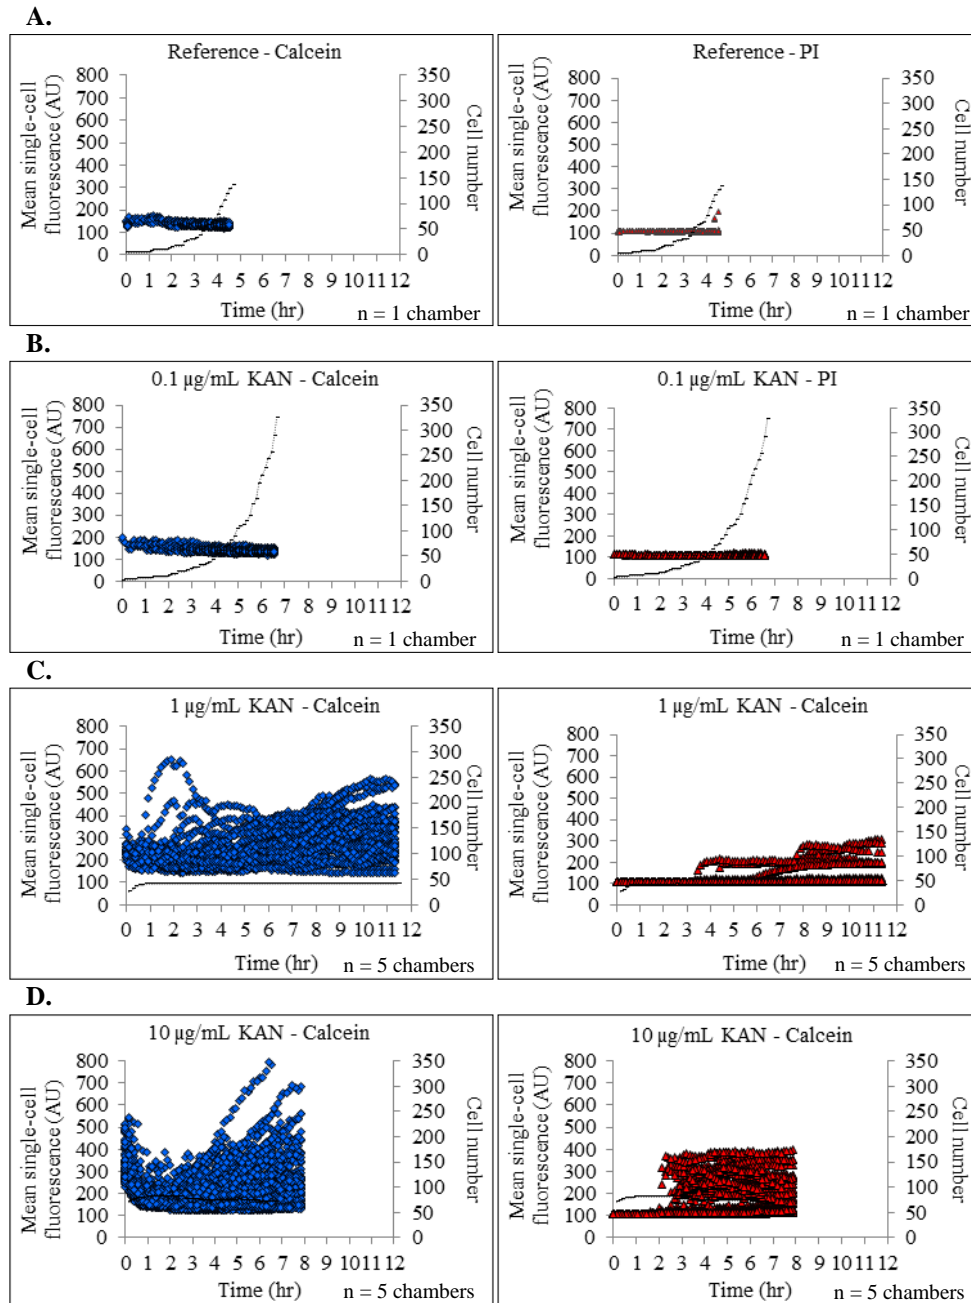 A.
Reference - Calcein
Mean single-cell
fluorescence (AU)
800
700
600
500
400
300
200
100
0
350
300
250
200
150
100
50
0
Cell number
0 1 2 3 4 5 6 7 8 9 10 11 12
Time (hr)
n = 1 chamber
Reference - PI
Mean single-cell
fluorescence (AU)
800
700
600
500
400
300
200
100
0
350
300
250
200
150
100
50
0
Cell number
0 1 2 3 4 5 6 7 8 9 10 11 12
Time (hr)
n = 1 chamber
B.
0.1 µg/mL KAN - Calcein
Mean single-cell
fluorescence (AU)
800
700
600
500
400
300
200
100
0
350
300
250
200
150
100
50
0
Cell number
0 1 2 3 4 5 6 7 8 9 10 11 12
Time (hr)
n = 1 chamber
0.1 µg/mL KAN - PI
Mean single-cell
fluorescence (AU)
800
700
600
500
400
300
200
100
0
350
300
250
200
150
100
50
0
Cell number
0 1 2 3 4 5 6 7 8 9 10 11 12
Time (hr)
n = 1 chamber
C.
1 µg/mL KAN - Calcein
Mean single-cell
fluorescence (AU)
800
700
600
500
400
300
200
100
0
350
300
250
200
150
100
50
0
Cell number
0 1 2 3 4 5 6 7 8 9 10 11 12
Time (hr)
n = 5 chambers
1 µg/mL KAN - Calcein
Mean single-cell
fluorescence (AU)
800
700
600
500
400
300
200
100
0
350
300
250
200
150
100
50
0
Cell number
0 1 2 3 4 5 6 7 8 9 10 11 12
Time (hr)
n = 5 chambers
D.
10 µg/mL KAN - Calcein
Mean single-cell
fluorescence (AU)
800
700
600
500
400
300
200
100
0
350
300
250
200
150
100
50
0
Cell number
0 1 2 3 4 5 6 7 8 9 10 11 12
Time (hr)
n = 5 chambers
10 µg/mL KAN - Calcein
Mean single-cell
fluorescence (AU)
800
700
600
500
400
300
200
100
0
350
300
250
200
150
100
50
0
Cell number
0 1 2 3 4 5 6 7 8 9 10 11 12
Time (hr)
n = 5 chambers